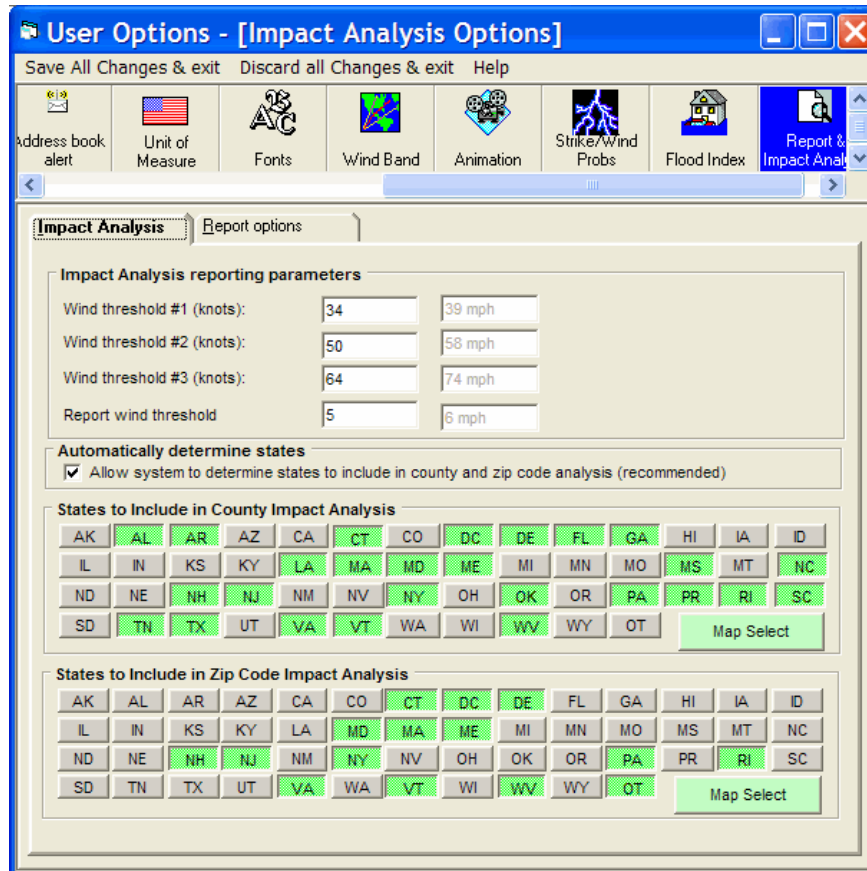 User Options - [Impact Analysis Options]
Save All Changes & exit Discard all Changes & exit Help
Address book alert
Unit of Measure
Fonts
Wind Band
Animation
Strike/Wind Probs
Flood Index
Report & Impact Anal
Impact Analysis Report options
Impact Analysis reporting parameters
Wind threshold #1 (knots): 34 39 mph
Wind threshold #2 (knots): 50 58 mph
Wind threshold #3 (knots): 64 74 mph
Report wind threshold 5 6 mph
Automatically determine states
Allow system to determine states to include in county and zip code analysis (recommended)
States to Include in County Impact Analysis
AK AL AR AZ CA CT CO DC DE FL GA HI IA ID
IL IN KS KY LA MA MD ME MI MN MO MS MT NC
ND NE NH NJ NM NV NY OH OK OR PA PR RI SC
SD TN TX UT VA VT WA WI WV WY OT Map Select
States to Include in Zip Code Impact Analysis
AK AL AR AZ CA CO CT DC DE FL GA HI IA ID
IL IN KS KY LA MD MA ME MI MN MO MS MT NC
ND NE NH NJ NM NY NV OH OK OR PA PR RI SC
SD TN TX UT VA WA VT WI WV WY OT Map Select